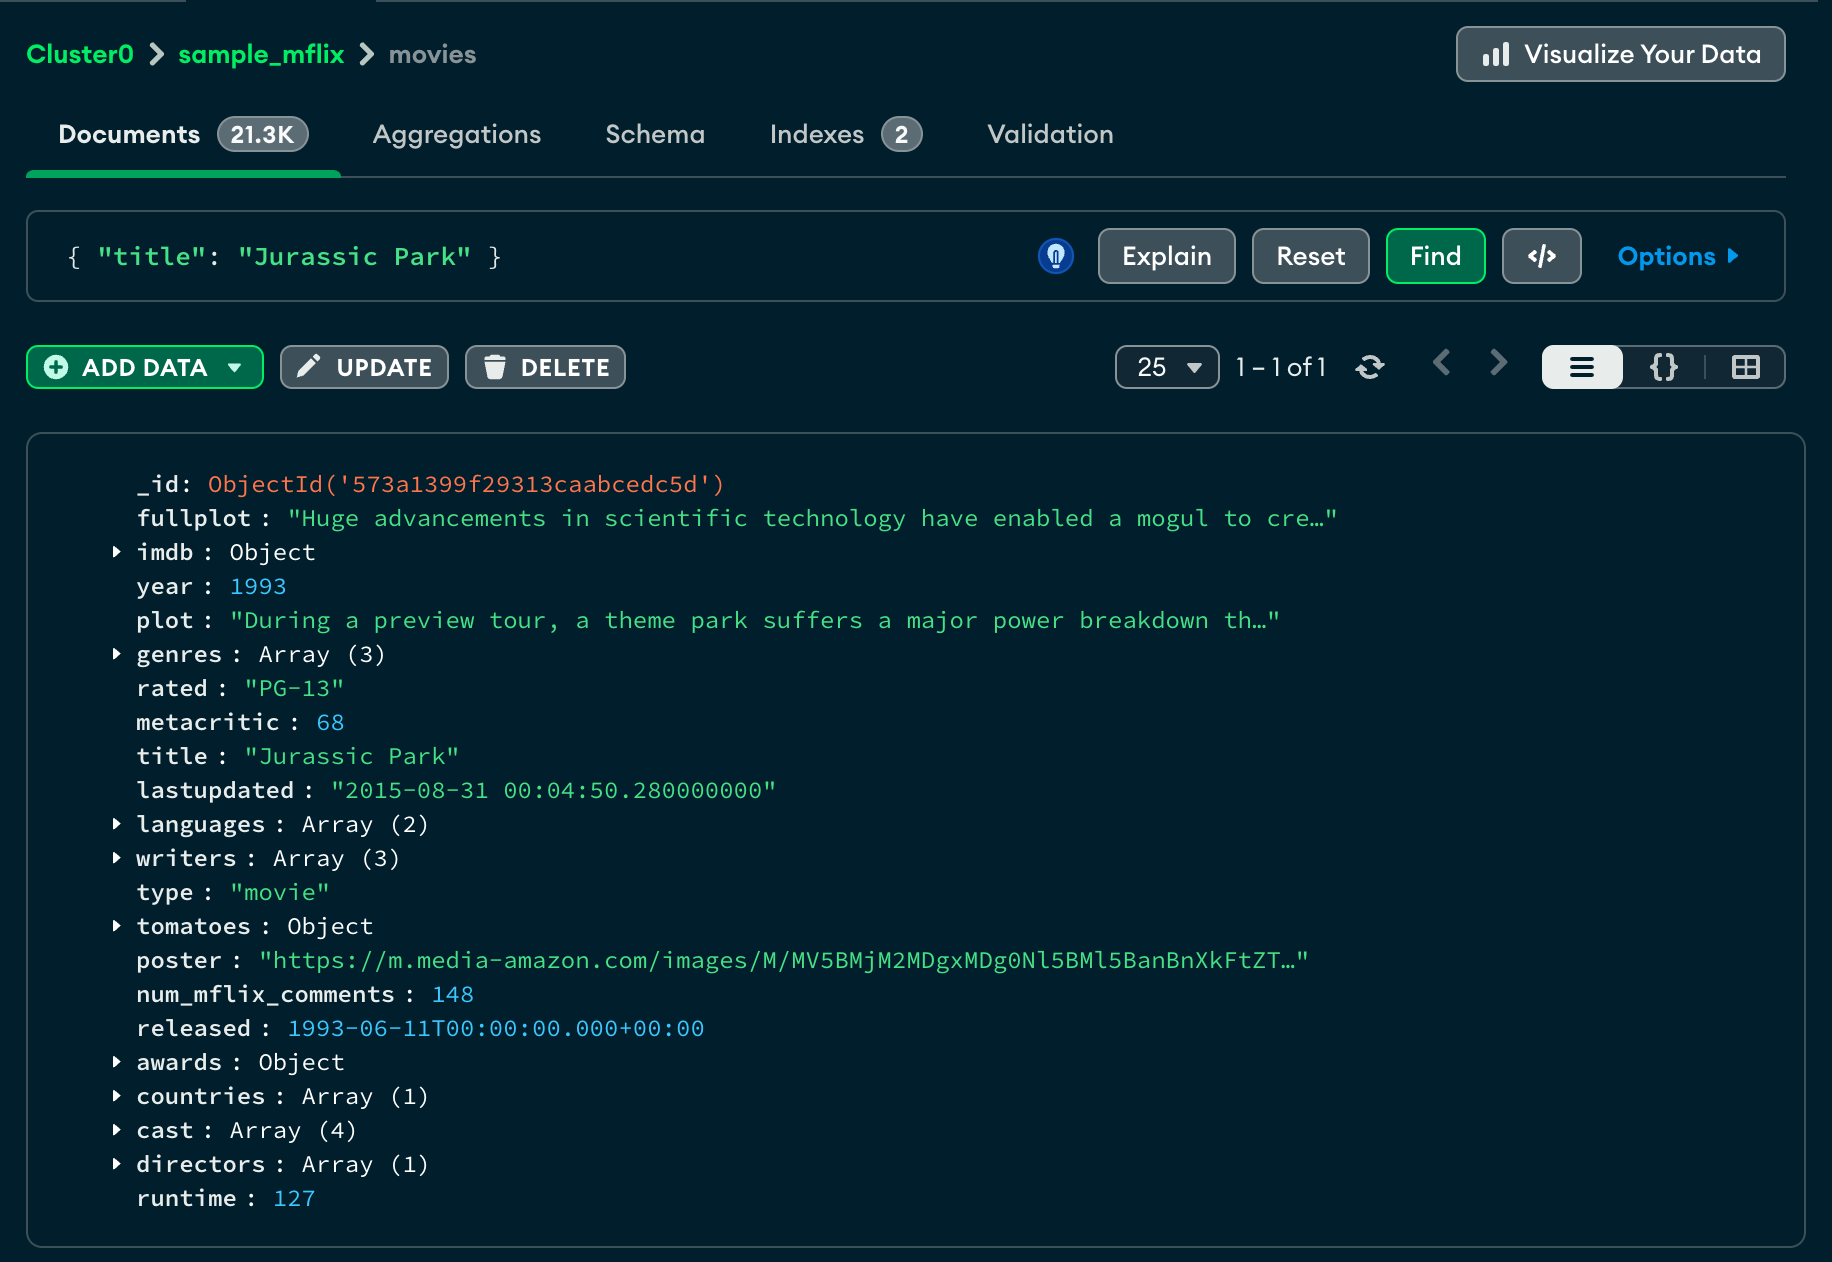 Cluster0 > sample_mflix > movies
Visualize Your Data
Documents 21.3K Aggregations Schema Indexes 2 Validation
{ "title": "Jurassic Park" }
Explain Reset Find </> Options
ADD DATA UPDATE DELETE 25 1 – 1 of 1 {}
_id: ObjectId('573a1399f29313caabcedc5d')
fullplot : "Huge advancements in scientific technology have enabled a mogul to cre…"
imdb : Object
year : 1993
plot : "During a preview tour, a theme park suffers a major power breakdown th…"
genres : Array (3)
rated : "PG-13"
metacritic : 68
title : "Jurassic Park"
lastupdated : "2015-08-31 00:04:50.280000000"
languages : Array (2)
writers : Array (3)
type : "movie"
tomatoes : Object
poster : "https://m.media-amazon.com/images/M/MV5BMjM2MDgxMDg0Nl5BMl5BanBnXkFtZT…"
num_mflix_comments : 148
released : 1993-06-11T00:00:00.000+00:00
awards : Object
countries : Array (1)
cast : Array (4)
directors : Array (1)
runtime : 127